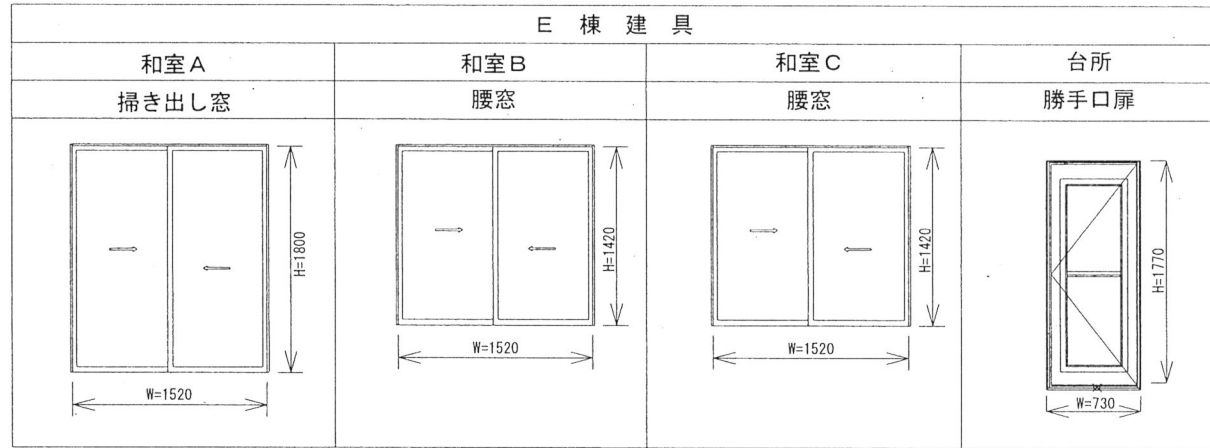 E 棟 建 具
和室A
和室B
和室C
台所
掃き出し窓
腰窓
腰窓
勝手口扉
H=1800
W=1520
H=1420
W=1520
H=1420
W=1520
H=1770
W=730